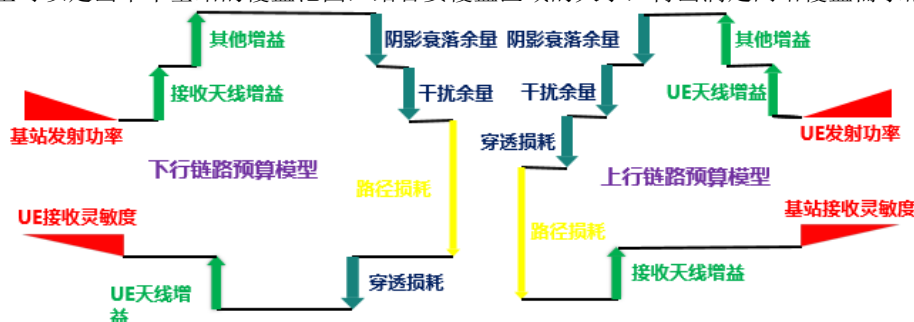 其他增益
阴影衰落余量
阴影衰落余量
其他增益
接收天线增益
干扰余量
干扰余量
UE天线增益
基站发射功率
穿透损耗
UE发射功率
下行链路预算模型
路径损耗
上行链路预算模型
UE接收灵敏度
基站接收灵敏度
路径损耗
UE天线增
益
穿透损耗
接收天线增益